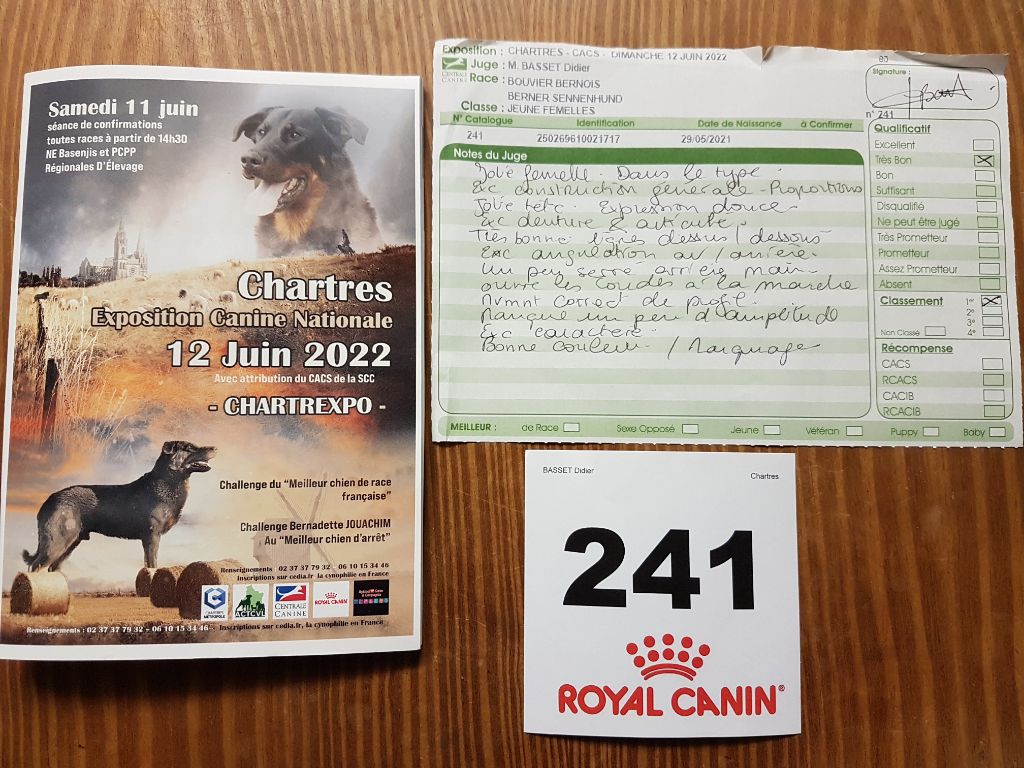 Samedi 11 juin
séance de confirmations
toutes races à partir de 14h30
NE Basenjis et PCPP
Régionales D'Élevage
Chartres
Exposition Canine Nationale
12 Juin 2022
Avec attribution du CACS de la SCC
- CHARTREXPO -
Challenge du "Meilleur chien de race
française"
Challenge Bernadette JOUACHIM
Au "Meilleur chien d'arrêt"
Renseignements : 02 37 37 79 32 - 06 10 15 34 46
Inscriptions sur cedia.fr, la cynophilie en France
CHARTRES MÉTROPOLE
ACTCVL
CENTRALE CANINE
ROYAL CANIN
Renseignements : 02 37 37 79 32 - 06 10 15 34 46 - Inscriptions sur cedia.fr, la cynophilie en France
Exposition : CHARTRES - CACS - DIMANCHE 12 JUIN 2022
80
CENTRALE CANINE
Juge : M. BASSET Didier
Race : BOUVIER BERNOIS
BERNER SENNENHUND
Classe : JEUNE FEMELLES
Signature :
n° 241
N° Catalogue Identification Date de Naissance à Confirmer
241 250269610021717 29/05/2021
Notes du Juge
Jolie femelle. Dans le type.
Exc construction générale - Proportions
Jolie tête. Expression douce.
Exc denture & articulé.
Très bonne lignes dessus / dessous
Exc angulation av / arrière.
Un peu serré arrière main.
ouvre les coudes à la marche
Mvmnt correct de profil.
Manque un peu d'amplitude
Exc caractère.
Bonne couleur / Marquage
Qualificatif
Excellent
Très Bon
Bon
Suffisant
Disqualifié
Ne peut être jugé
Très Prometteur
Prometteur
Assez Prometteur
Absent
Classement 1er
2e
3e
Non Classé 4e
Récompense
CACS
RCACS
CACIB
RCACIB
MEILLEUR : de Race Sexe Opposé Jeune Vétéran Puppy Baby
BASSET Didier
Chartres
241
ROYAL CANIN®